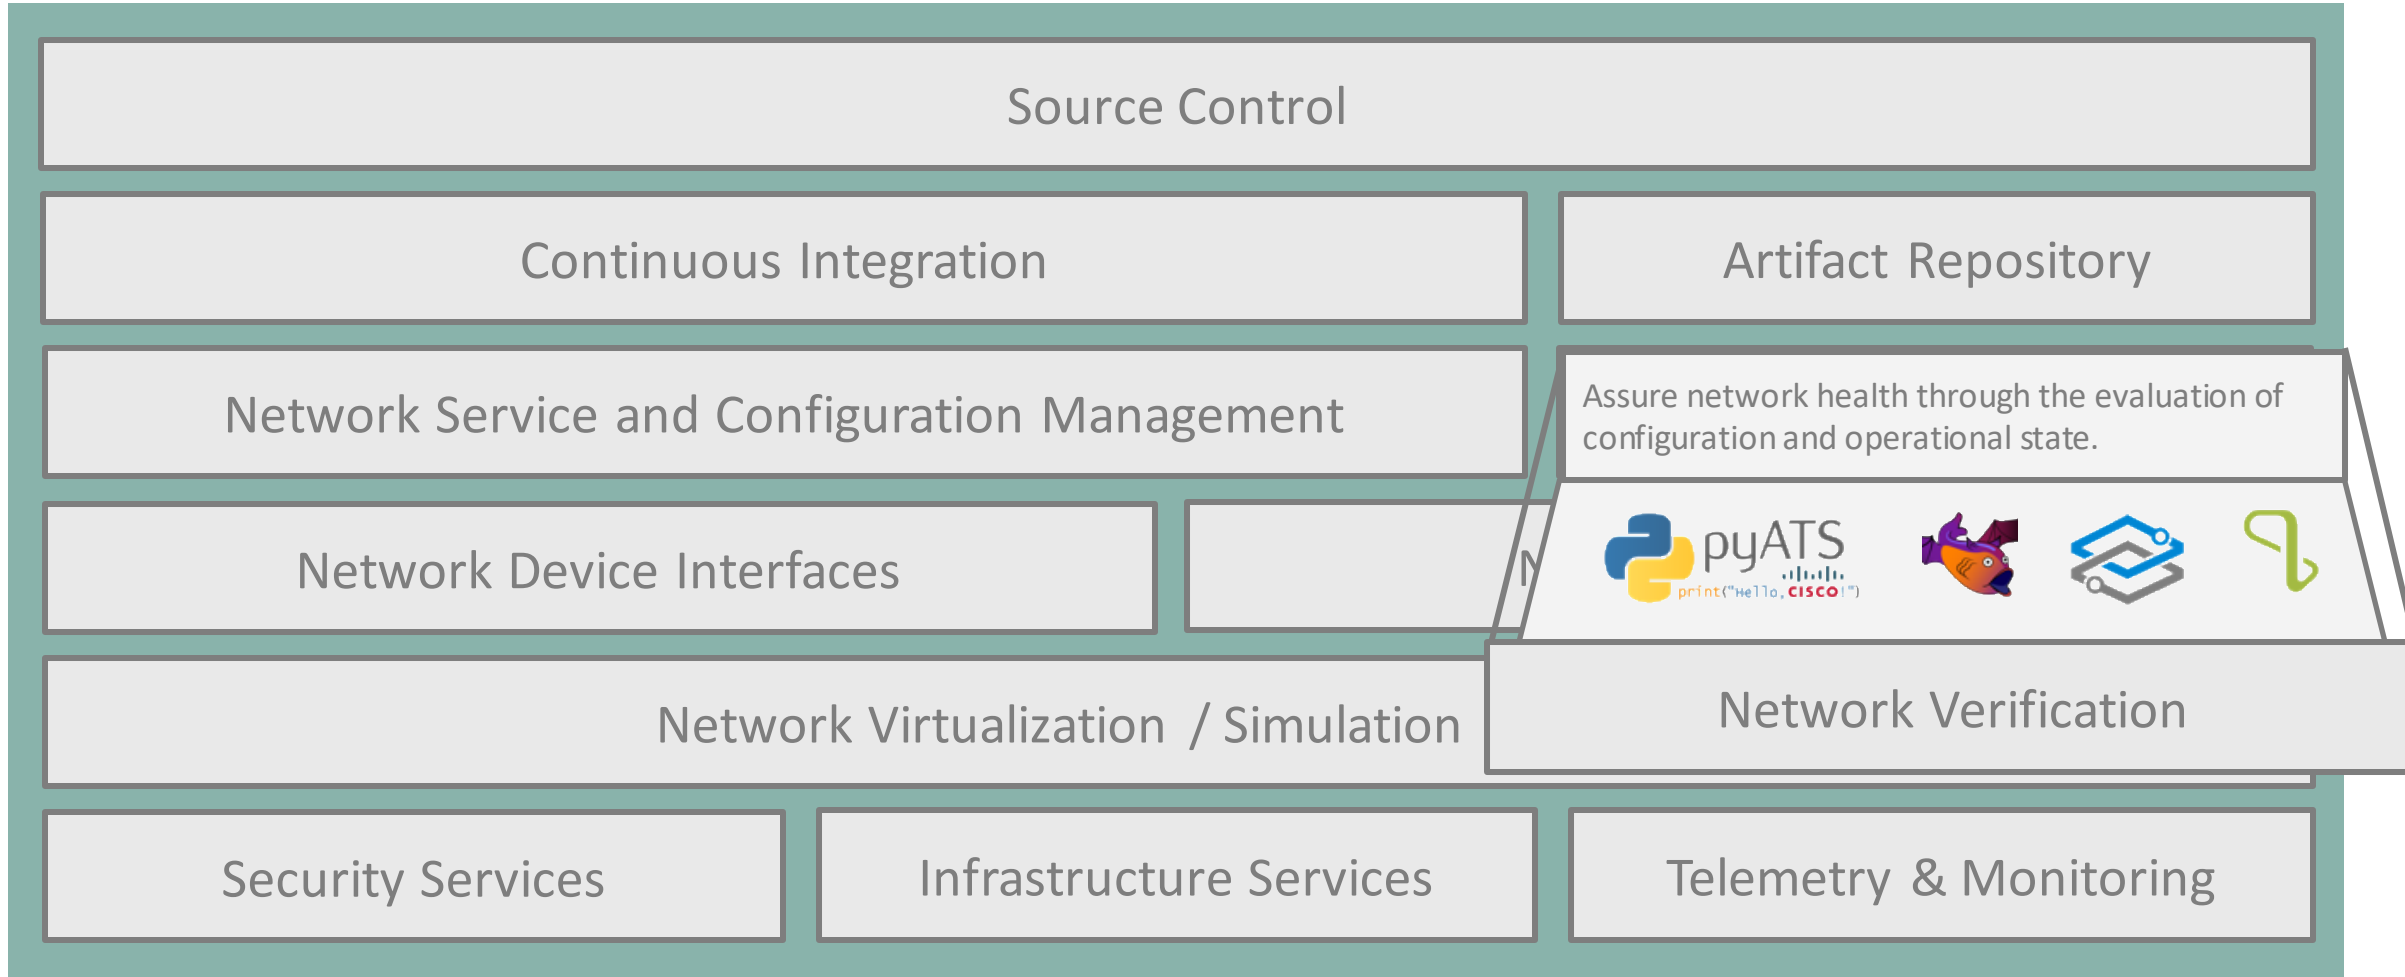 Source Control
Continuous Integration
Artifact Repository
Network Service and Configuration Management
Assure network health through the evaluation of
configuration and operational state.
Network Device Interfaces
pyATS
print("Hello, CISCO!")
Network Virtualization / Simulation
Network Verification
Security Services
Infrastructure Services
Telemetry & Monitoring